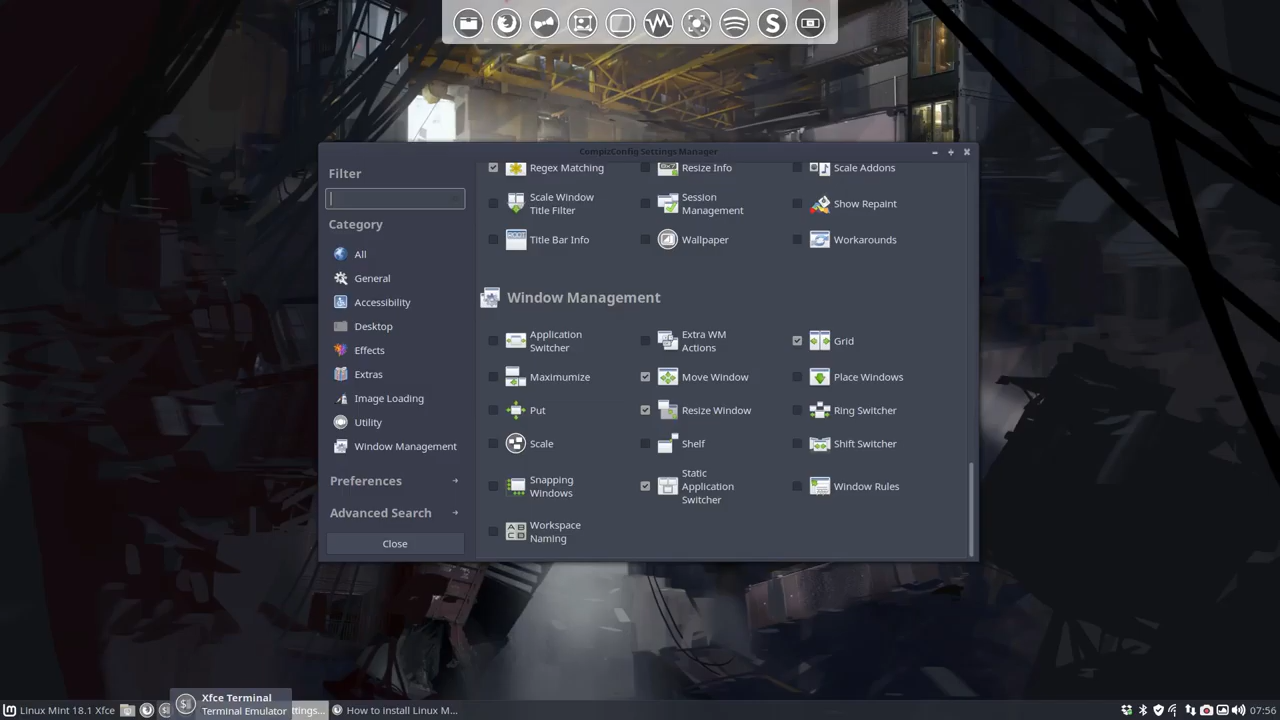 CompizConfig Settings Manager
Filter
Category
All
General
Accessibility
Desktop
Effects
Extras
Image Loading
Utility
Window Management
Preferences
Advanced Search
Close
Regex Matching
Resize Info
Scale Addons
Scale Window
Title Filter
Session
Management
Show Repaint
Title Bar Info
Wallpaper
Workarounds
Window Management
Application
Switcher
Extra WM
Actions
Grid
Maximumize
Move Window
Place Windows
Put
Resize Window
Ring Switcher
Scale
Shelf
Shift Switcher
Snapping
Windows
Static
Application
Switcher
Window Rules
Workspace
Naming
Xfce Terminal
Terminal Emulator
Linux Mint 18.1 Xfce
ttings...
How to install Linux M...
07:56